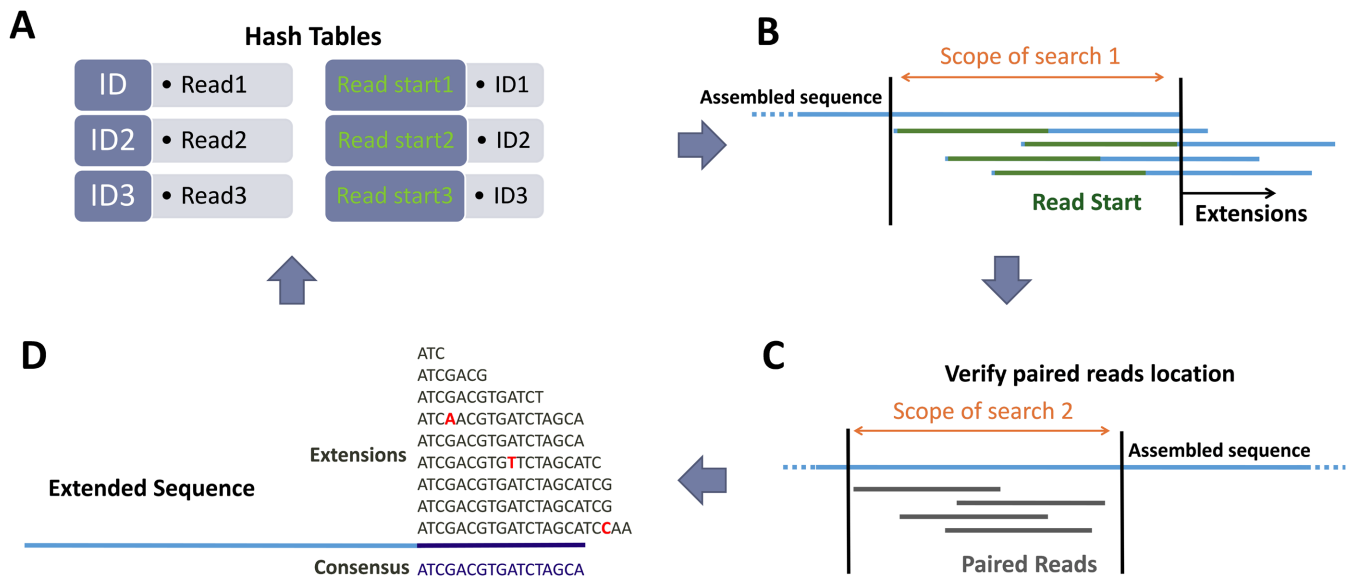 A
Hash Tables
ID • Read1
Read start1 • ID1
ID2 • Read2
Read start2 • ID2
ID3 • Read3
Read start3 • ID3
B
Scope of search 1
Assembled sequence
Read Start
Extensions
C
Verify paired reads location
Scope of search 2
Assembled sequence
Paired Reads
D
ATC
ATCGACG
ATCGACGTGATCT
ATCAACGTGATCTAGCA
ATCGACGTGATCTAGCA
ATCGACGTGTTCTAGCATC
ATCGACGTGATCTAGCATCG
ATCGACGTGATCTAGCATCG
ATCGACGTGATCTAGCATCCAA
Extensions
Extended Sequence
Consensus ATCGACGTGATCTAGCA